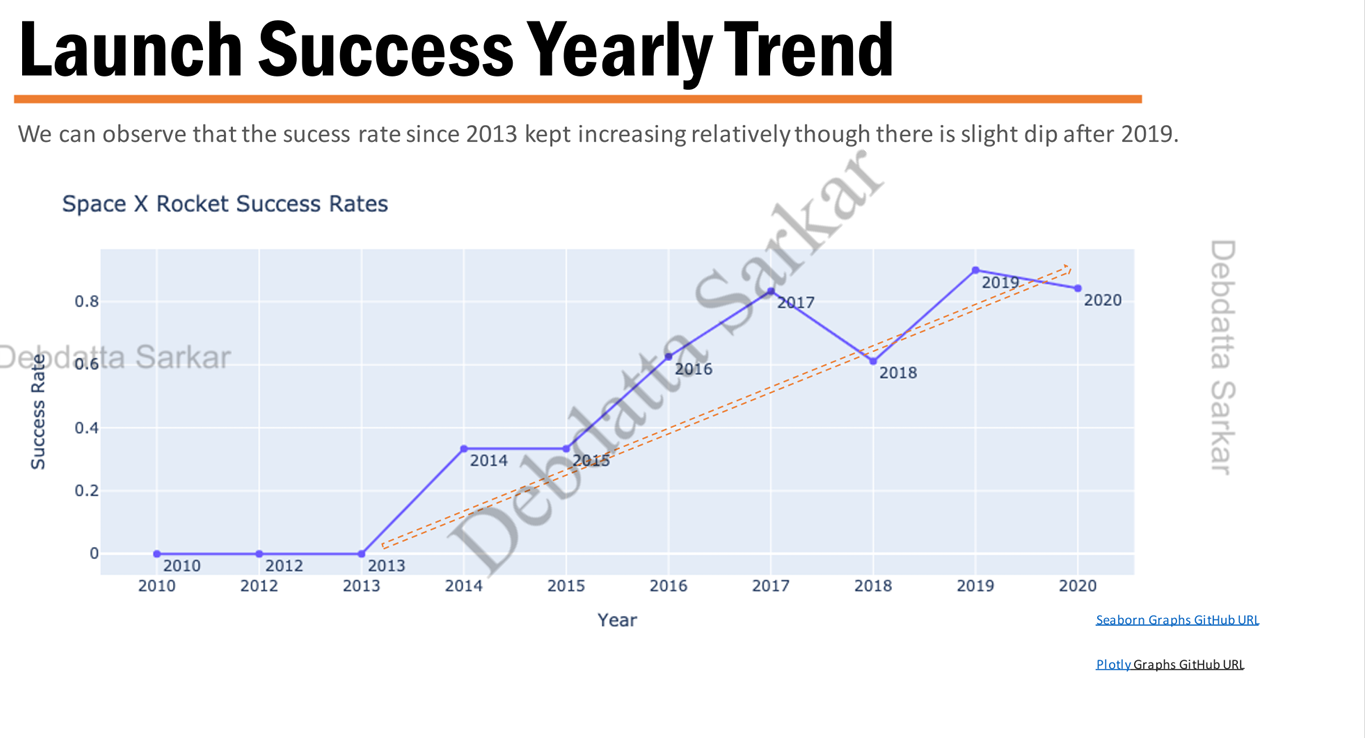 Launch Success Yearly Trend
We can observe that the sucess rate since 2013 kept increasing relatively though there is slight dip after 2019.
Space X Rocket Success Rates
Debdatta Sarkar
Debdatta Sarkar
Debdatta Sarkar
Success Rate
0.8
0.6
0.4
0.2
0
2010
2012
2013
2014
2015
2016
2017
2018
2019
2020
2010
2012
2013
2014
2015
2016
2017
2018
2019
2020
Year
Seaborn Graphs GitHub URL
Plotly Graphs GitHub URL